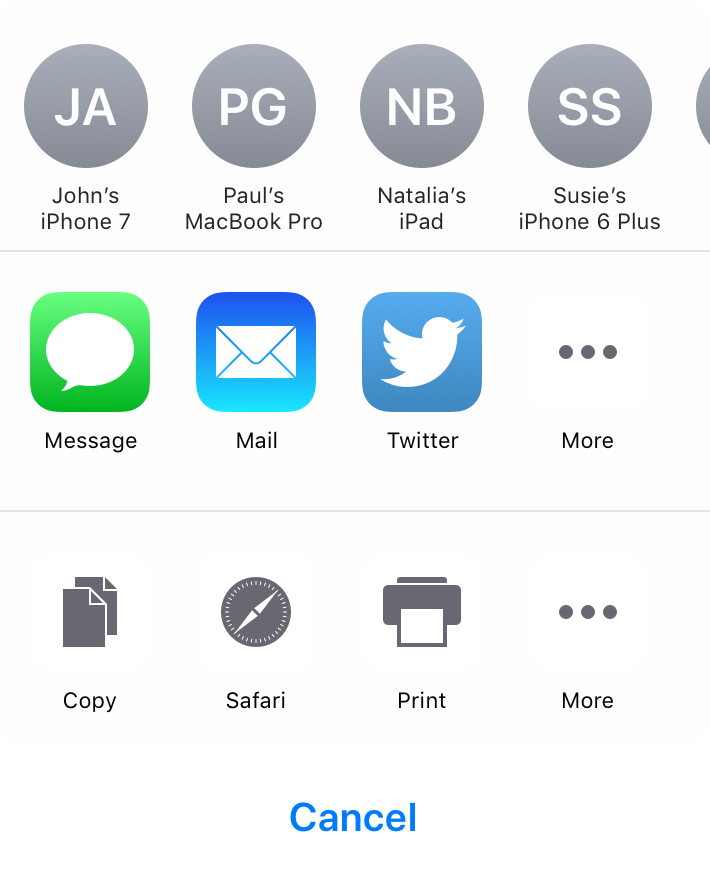 JA PG NB SS
John’s Paul’s Natalia’s Susie’s
iPhone 7 MacBook Pro iPad iPhone 6 Plus
Message Mail Twitter More
Copy Safari Print More
Cancel